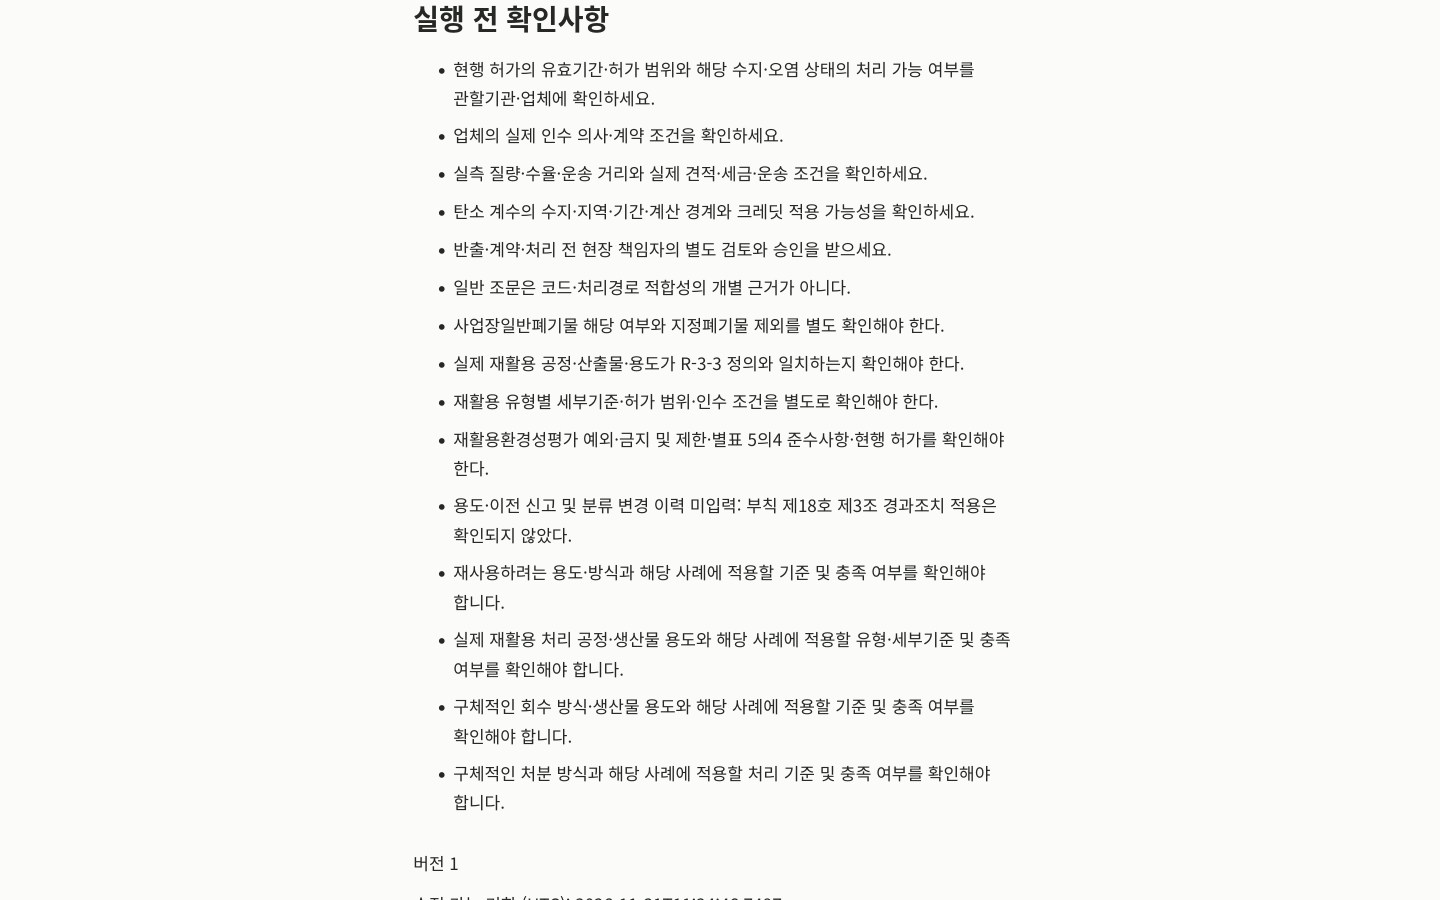 실행 전 확인사항
• 현행 허가의 유효기간·허가 범위와 해당 수지·오염 상태의 처리 가능 여부를
관할기관·업체에 확인하세요.
• 업체의 실제 인수 의사·계약 조건을 확인하세요.
• 실측 질량·수율·운송 거리와 실제 견적·세금·운송 조건을 확인하세요.
• 탄소 계수의 수지·지역·기간·계산 경계와 크레딧 적용 가능성을 확인하세요.
• 반출·계약·처리 전 현장 책임자의 별도 검토와 승인을 받으세요.
• 일반 조문은 코드·처리경로 적합성의 개별 근거가 아니다.
• 사업장일반폐기물 해당 여부와 지정폐기물 제외를 별도 확인해야 한다.
• 실제 재활용 공정·산출물·용도가 R-3-3 정의와 일치하는지 확인해야 한다.
• 재활용 유형별 세부기준·허가 범위·인수 조건을 별도로 확인해야 한다.
• 재활용환경성평가 예외·금지 및 제한·별표 5의4 준수사항·현행 허가를 확인해야
한다.
• 용도·이전 신고 및 분류 변경 이력 미입력: 부칙 제18호 제3조 경과조치 적용은
확인되지 않았다.
• 재사용하려는 용도·방식과 해당 사례에 적용할 기준 및 충족 여부를 확인해야
합니다.
• 실제 재활용 처리 공정·생산물 용도와 해당 사례에 적용할 유형·세부기준 및 충족
여부를 확인해야 합니다.
• 구체적인 회수 방식·생산물 용도와 해당 사례에 적용할 기준 및 충족 여부를
확인해야 합니다.
• 구체적인 처분 방식과 해당 사례에 적용할 처리 기준 및 충족 여부를 확인해야
합니다.
버전 1